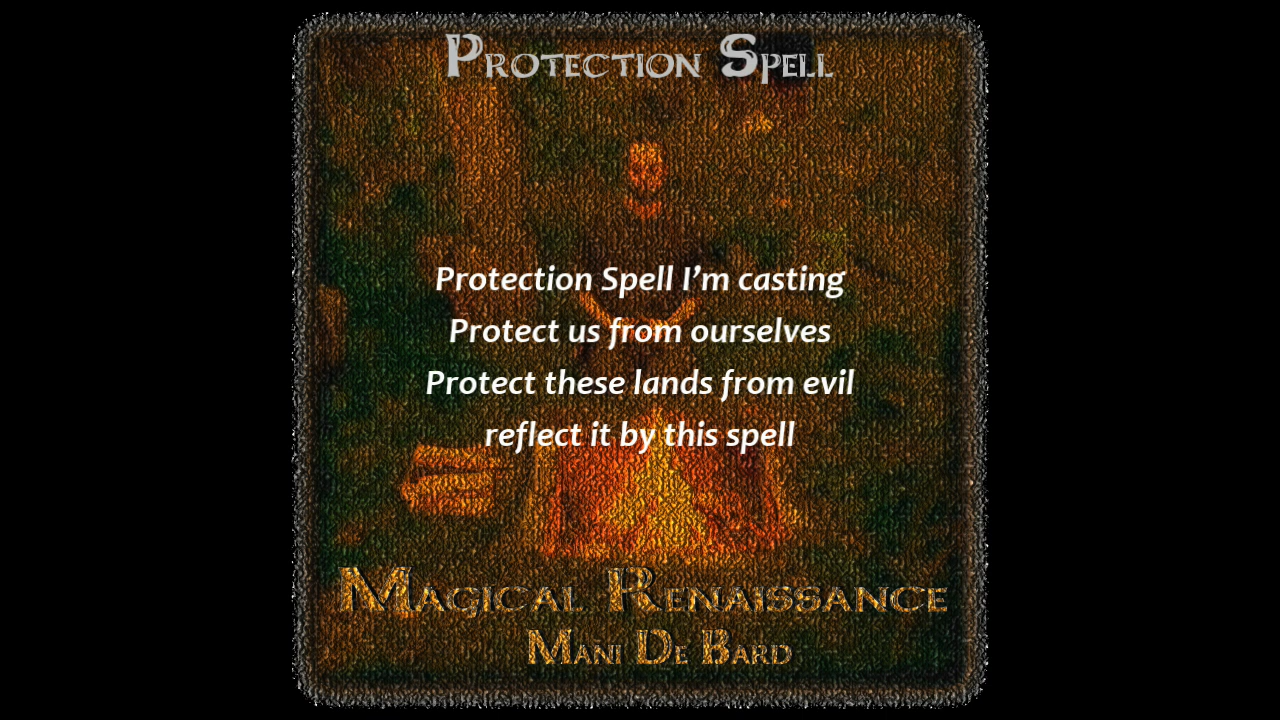 Protection Spell
Protection Spell I’m casting
Protect us from ourselves
Protect these lands from evil
reflect it by this spell
Magical Renaissance
Mani De Bard